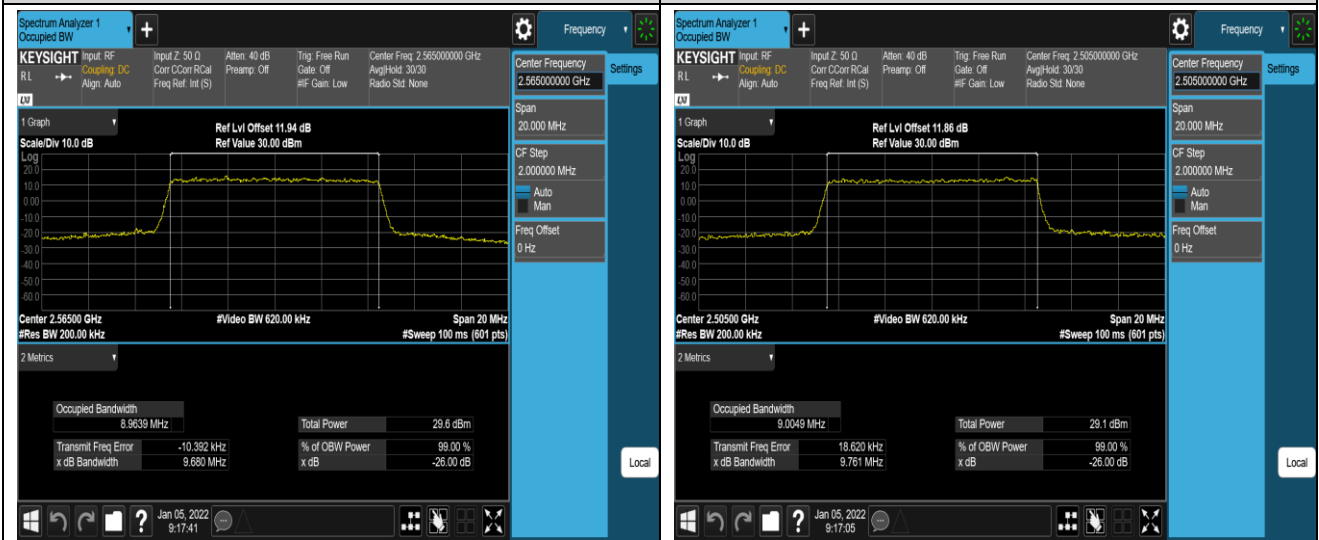 Spectrum Analyzer 1
Occupied BW
+
Frequency
KEYSIGHT
Input: RF
Coupling: DC
Align: Auto
Input Z: 50 Ω
Corr CCorr RCal
Freq Ref: Int (S)
Atten: 40 dB
Preamp: Off
Trig: Free Run
Gate: Off
#IF Gain: Low
Center Freq: 2.565000000 GHz
Avg|Hold: 30/30
Radio Std: None
RL
LXI
Center Frequency
2.565000000 GHz
Settings
Span
20.000 MHz
CF Step
2.000000 MHz
Auto
Man
Freq Offset
0 Hz
Local
1 Graph
Ref Lvl Offset 11.94 dB
Scale/Div 10.0 dB
Ref Value 30.00 dBm
Log
20.0
10.0
0.00
-10.0
-20.0
-30.0
-40.0
-50.0
-60.0
Center 2.56500 GHz
#Video BW 620.00 kHz
Span 20 MHz
#Res BW 200.00 kHz
#Sweep 100 ms (601 pts)
2 Metrics
Occupied Bandwidth
8.9639 MHz
Total Power 29.6 dBm
Transmit Freq Error -10.392 kHz
% of OBW Power 99.00 %
x dB Bandwidth 9.680 MHz
x dB -26.00 dB
?
Jan 05, 2022
9:17:41
Spectrum Analyzer 1
Occupied BW
+
Frequency
KEYSIGHT
Input: RF
Coupling: DC
Align: Auto
Input Z: 50 Ω
Corr CCorr RCal
Freq Ref: Int (S)
Atten: 40 dB
Preamp: Off
Trig: Free Run
Gate: Off
#IF Gain: Low
Center Freq: 2.505000000 GHz
Avg|Hold: 30/30
Radio Std: None
RL
LXI
Center Frequency
2.505000000 GHz
Settings
Span
20.000 MHz
CF Step
2.000000 MHz
Auto
Man
Freq Offset
0 Hz
Local
1 Graph
Ref Lvl Offset 11.86 dB
Scale/Div 10.0 dB
Ref Value 30.00 dBm
Log
20.0
10.0
0.00
-10.0
-20.0
-30.0
-40.0
-50.0
-60.0
Center 2.50500 GHz
#Video BW 620.00 kHz
Span 20 MHz
#Res BW 200.00 kHz
#Sweep 100 ms (601 pts)
2 Metrics
Occupied Bandwidth
9.0049 MHz
Total Power 29.1 dBm
Transmit Freq Error 18.620 kHz
% of OBW Power 99.00 %
x dB Bandwidth 9.761 MHz
x dB -26.00 dB
?
Jan 05, 2022
9:17:05